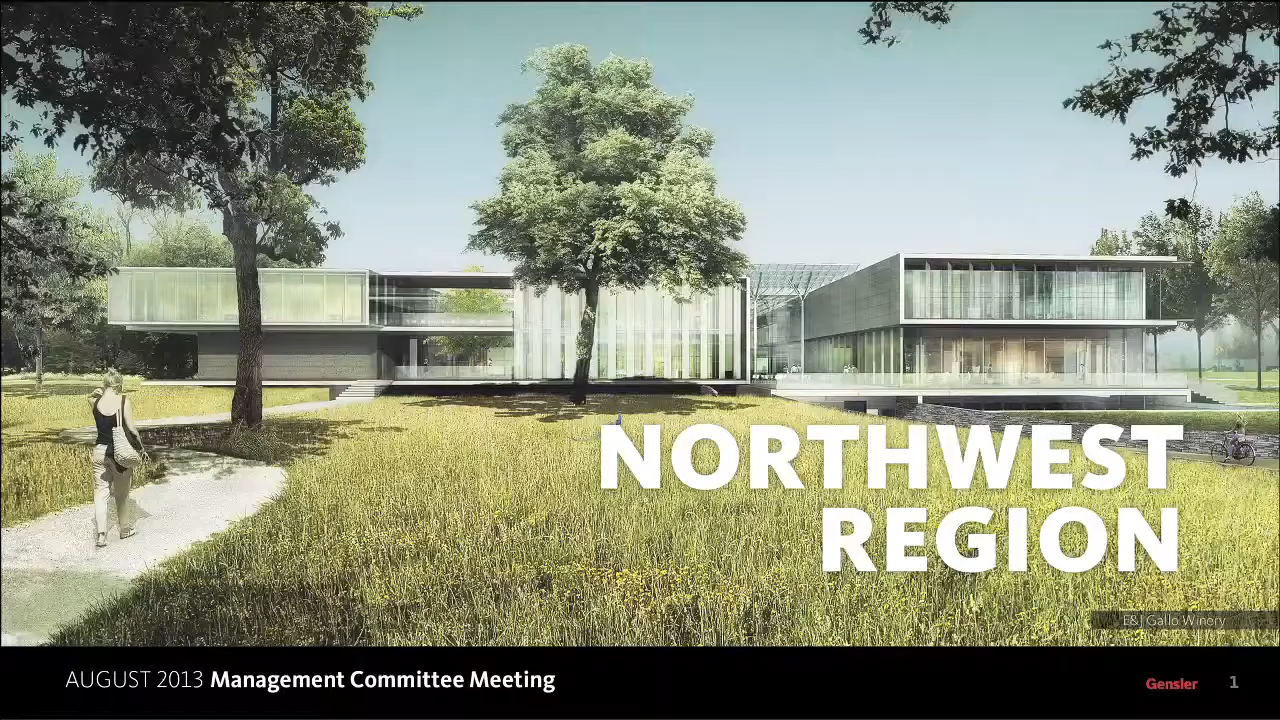 NORTHWEST
REGION
E&J Gallo Winery
AUGUST 2013 Management Committee Meeting
Gensler 1